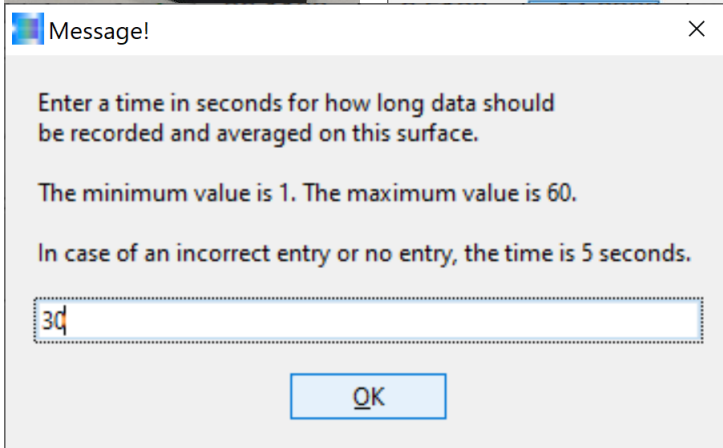 Message!
Enter a time in seconds for how long data should
be recorded and averaged on this surface.
The minimum value is 1. The maximum value is 60.
In case of an incorrect entry or no entry, the time is 5 seconds.
30
OK